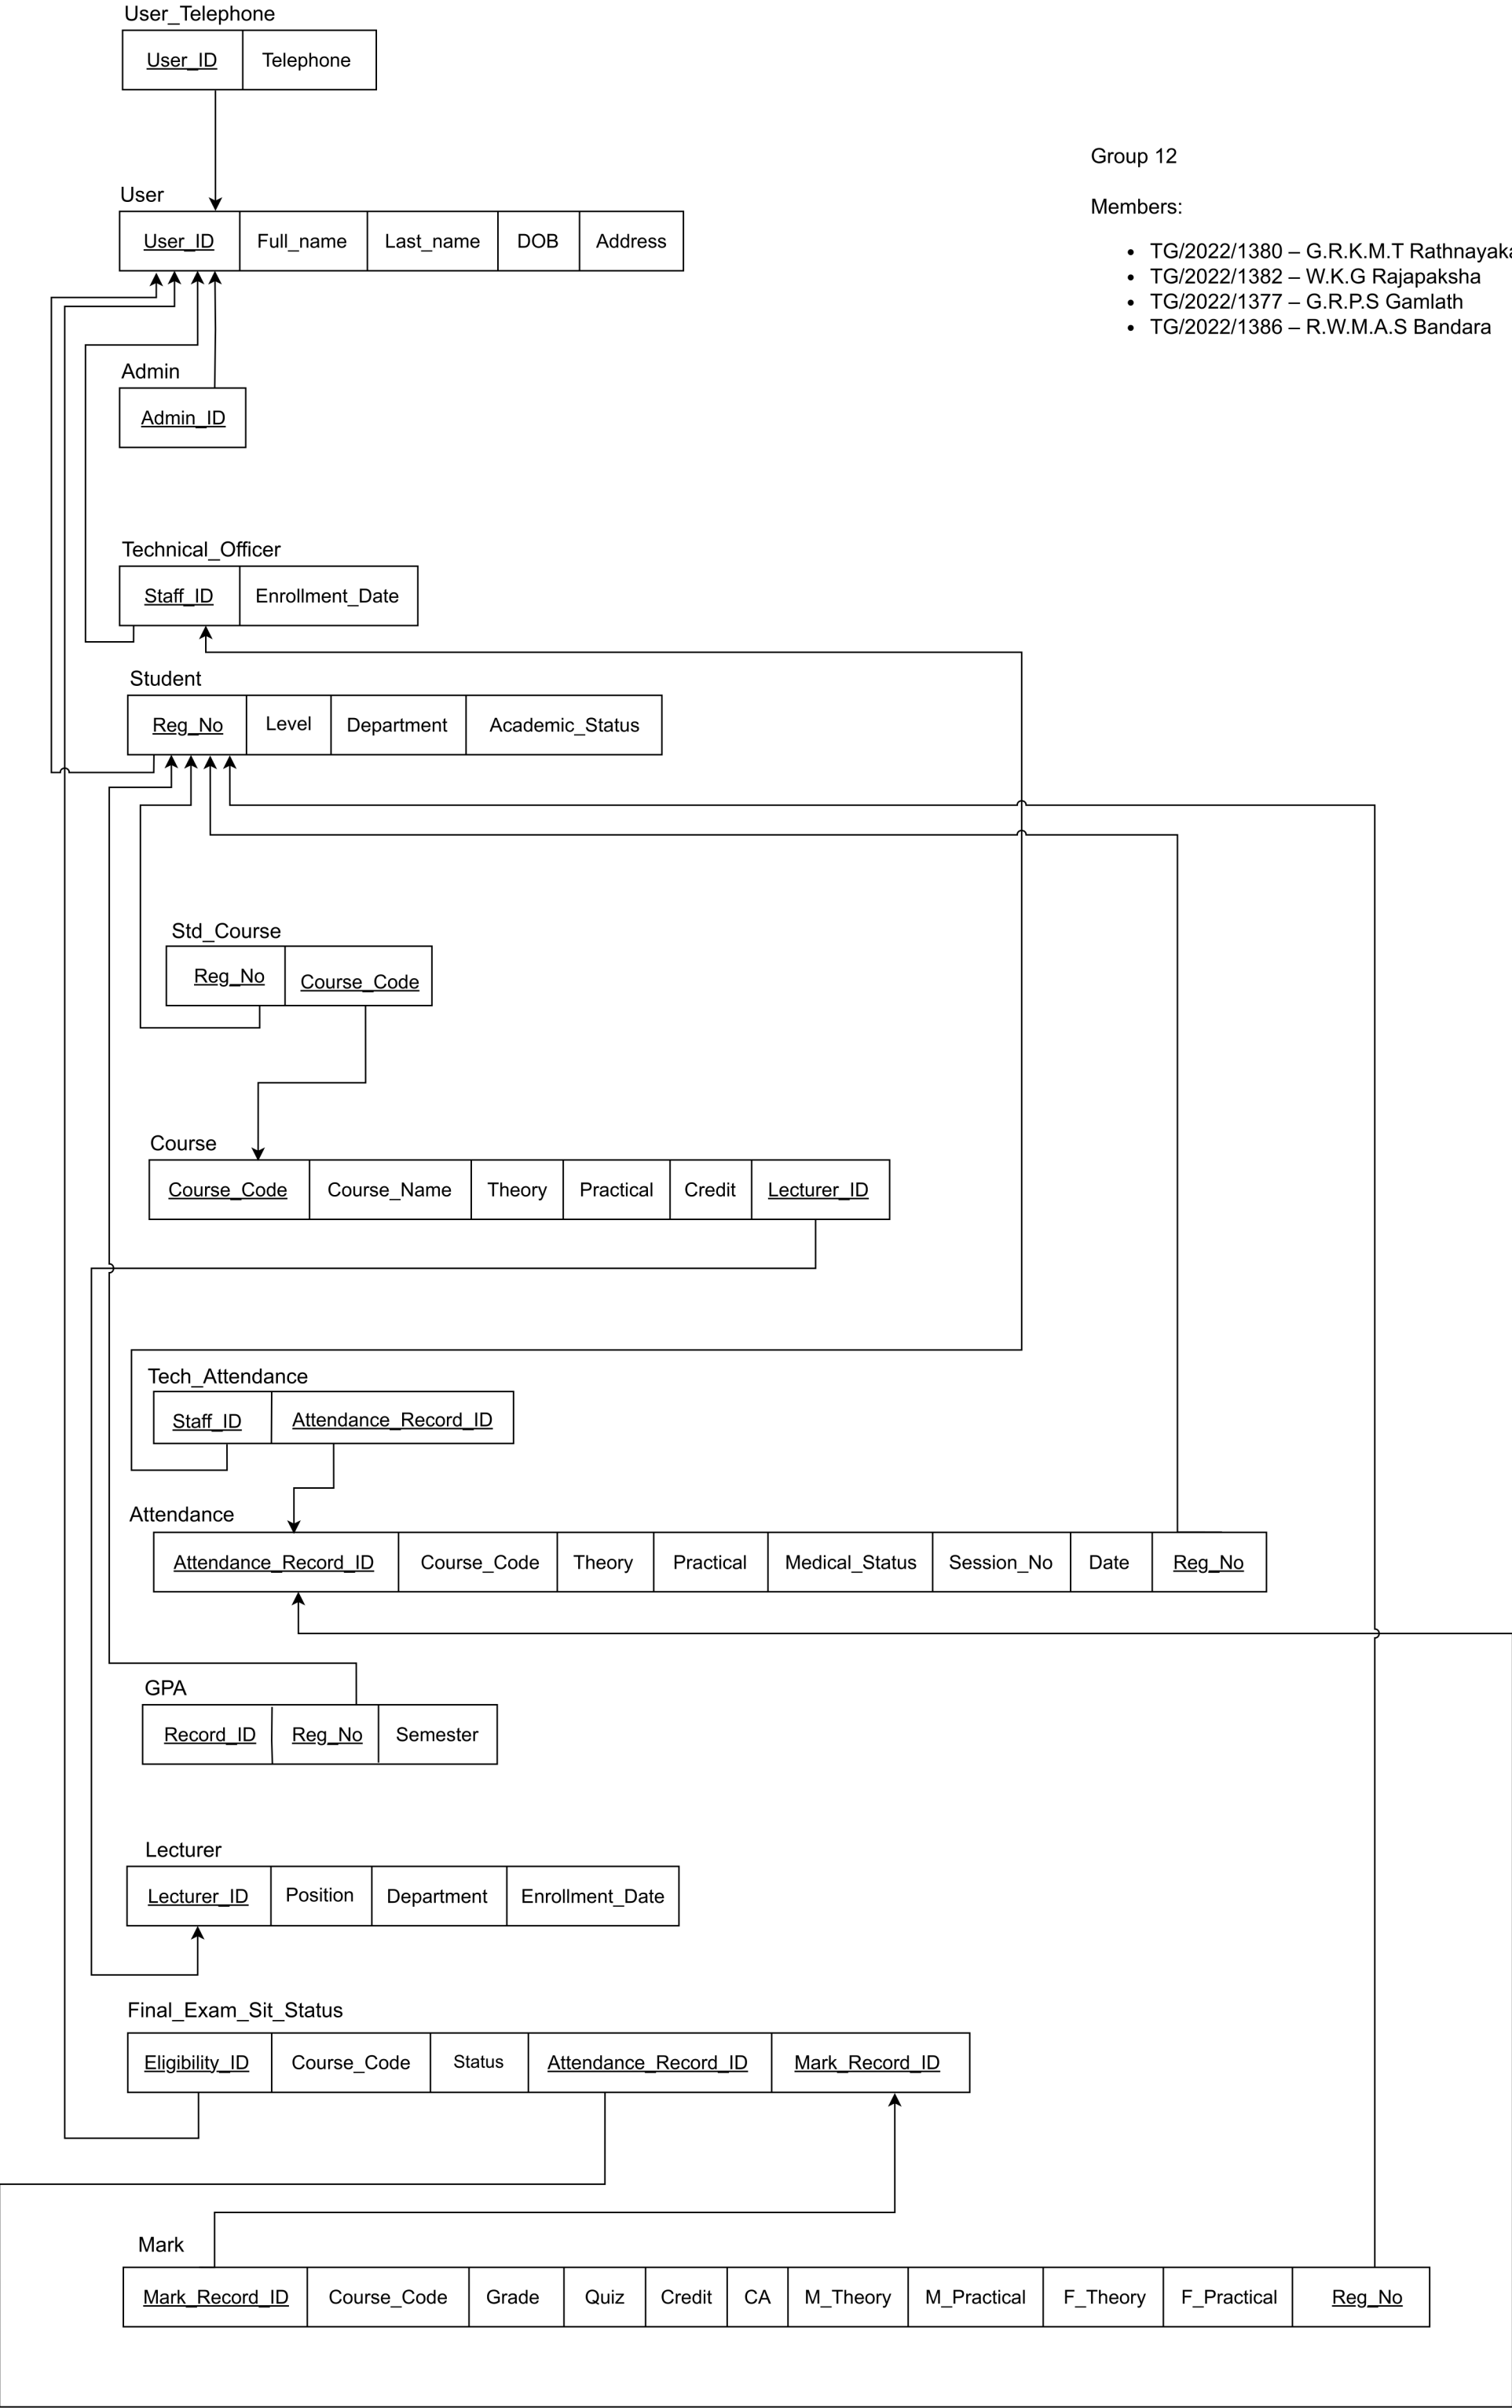 User_Telephone
User_ID Telephone
Group 12
Members:
User
User_ID Full_name Last_name DOB Address
• TG/2022/1380 – G.R.K.M.T Rathnayaka
• TG/2022/1382 – W.K.G Rajapaksha
• TG/2022/1377 – G.R.P.S Gamlath
• TG/2022/1386 – R.W.M.A.S Bandara
Admin
Admin_ID
Technical_Officer
Staff_ID Enrollment_Date
Student
Reg_No Level Department Academic_Status
Std_Course
Reg_No Course_Code
Course
Course_Code Course_Name Theory Practical Credit Lecturer_ID
Tech_Attendance
Staff_ID Attendance_Record_ID
Attendance
Attendance_Record_ID Course_Code Theory Practical Medical_Status Session_No Date Reg_No
GPA
Record_ID Reg_No Semester
Lecturer
Lecturer_ID Position Department Enrollment_Date
Final_Exam_Sit_Status
Eligibility_ID Course_Code Status Attendance_Record_ID Mark_Record_ID
Mark
Mark_Record_ID Course_Code Grade Quiz Credit CA M_Theory M_Practical F_Theory F_Practical Reg_No